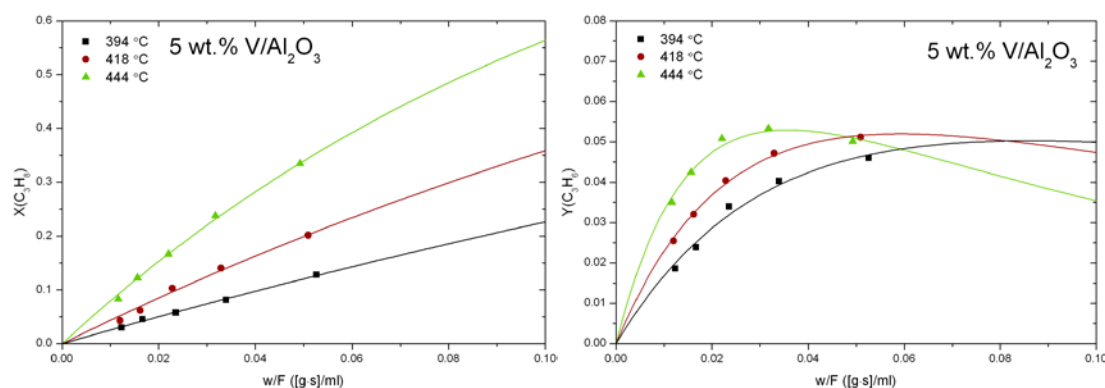 0.6
0.5
0.4
0.3
0.2
0.1
0.0
X(C₃H₈)
394 °C
418 °C
444 °C
5 wt.% V/Al₂O₃
0.00 0.02 0.04 0.06 0.08 0.10
w/F ([g·s]/ml)
0.08
0.07
0.06
0.05
0.04
0.03
0.02
0.01
0.00
Y(C₃H₆)
394 °C
418 °C
444 °C
5 wt.% V/Al₂O₃
0.00 0.02 0.04 0.06 0.08 0.10
w/F ([g·s]/ml)